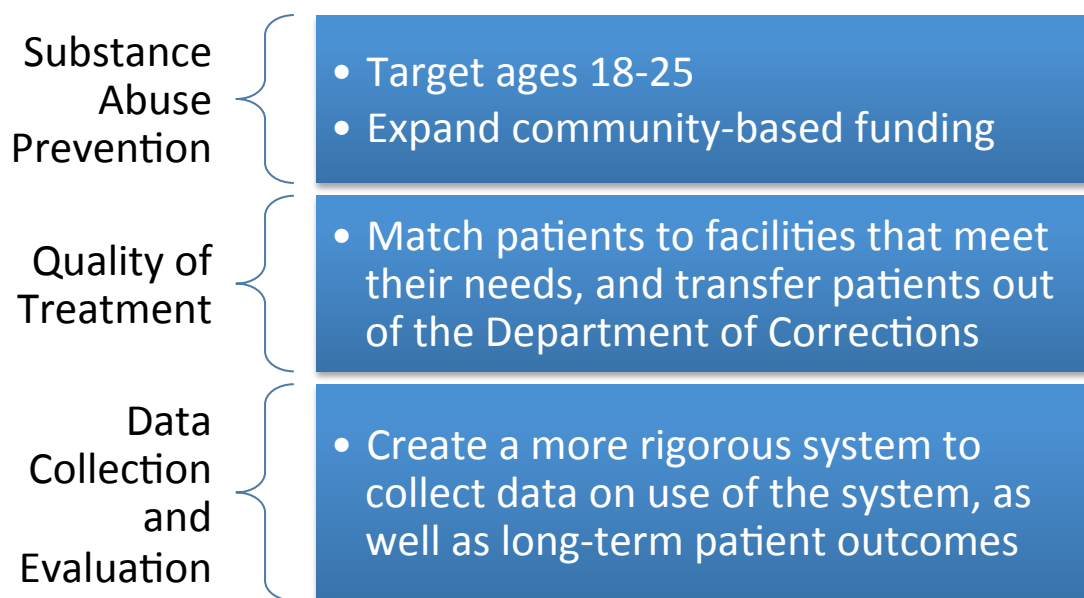 Substance
Abuse
Prevention
• Target ages 18-25
• Expand community-based funding
Quality of
Treatment
• Match patients to facilities that meet
their needs, and transfer patients out
of the Department of Corrections
Data
Collection
and
Evaluation
• Create a more rigorous system to
collect data on use of the system, as
well as long-term patient outcomes